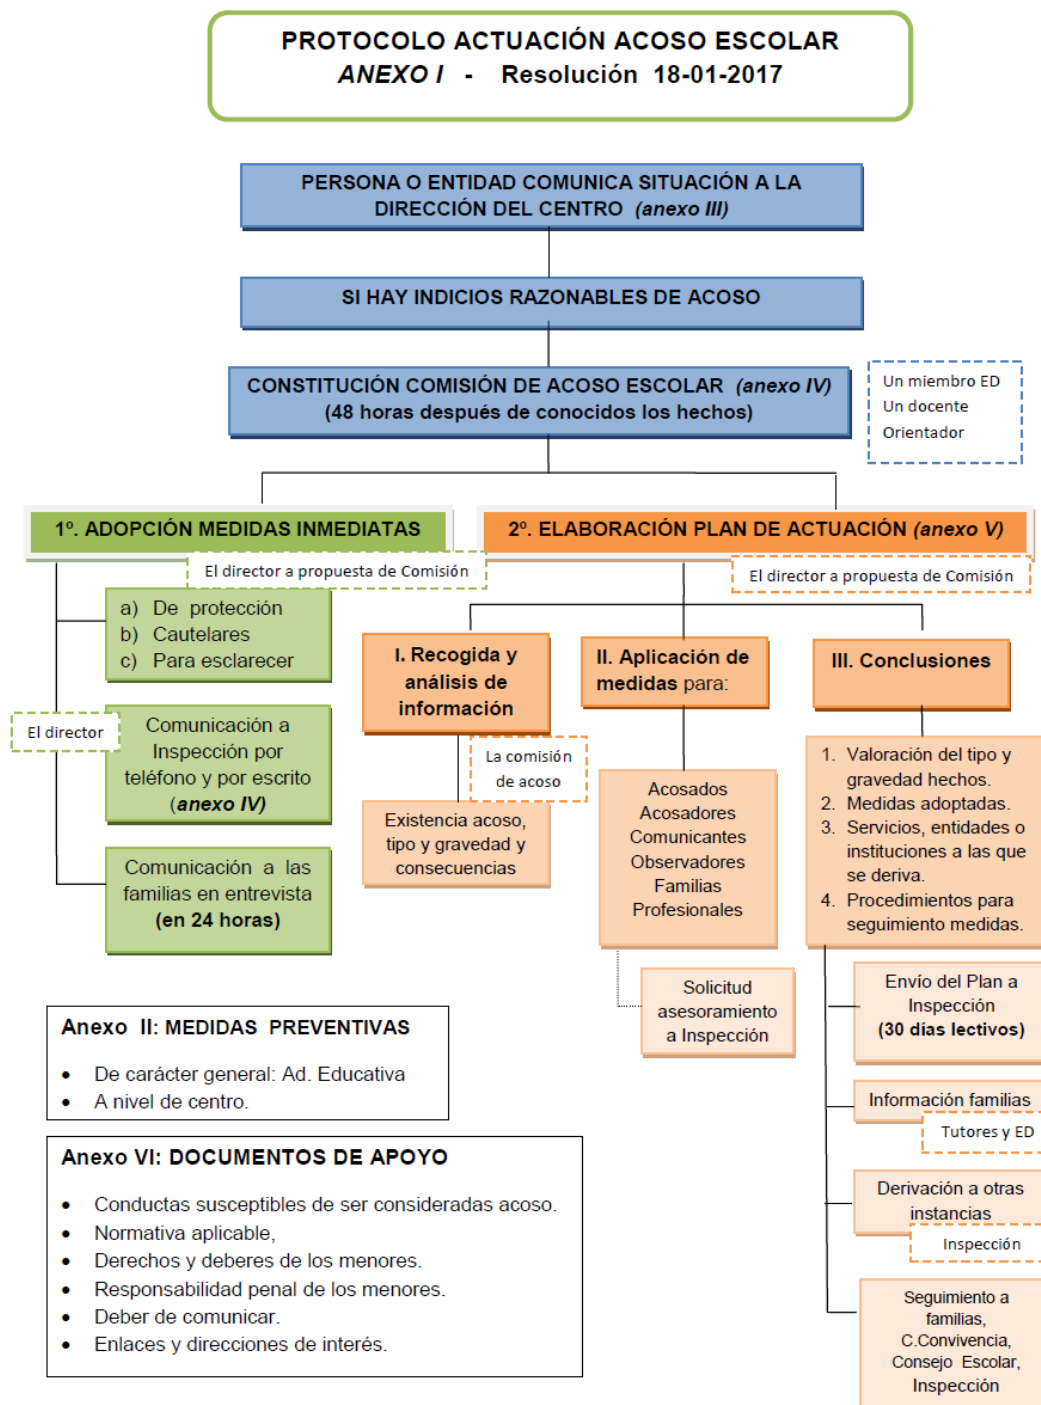 PROTOCOLO ACTUACIÓN ACOSO ESCOLAR
ANEXO I - Resolución 18-01-2017
PERSONA O ENTIDAD COMUNICA SITUACIÓN A LA
DIRECCIÓN DEL CENTRO (anexo III)
SI HAY INDICIOS RAZONABLES DE ACOSO
CONSTITUCIÓN COMISIÓN DE ACOSO ESCOLAR (anexo IV)
(48 horas después de conocidos los hechos)
Un miembro ED
Un docente
Orientador
1º. ADOPCIÓN MEDIDAS INMEDIATAS
El director a propuesta de Comisión
a) De protección
b) Cautelares
c) Para esclarecer
El director
Comunicación a
Inspección por
teléfono y por escrito
(anexo IV)
Comunicación a las
familias en entrevista
(en 24 horas)
2º. ELABORACIÓN PLAN DE ACTUACIÓN (anexo V)
El director a propuesta de Comisión
I. Recogida y
análisis de
información
La comisión
de acoso
Existencia acoso,
tipo y gravedad y
consecuencias
II. Aplicación de
medidas para:
Acosados
Acosadores
Comunicantes
Observadores
Familias
Profesionales
Solicitud
asesoramiento
a Inspección
III. Conclusiones
1. Valoración del tipo y
gravedad hechos.
2. Medidas adoptadas.
3. Servicios, entidades o
instituciones a las que
se deriva.
4. Procedimientos para
seguimiento medidas.
Envío del Plan a
Inspección
(30 días lectivos)
Información familias
Tutores y ED
Derivación a otras
instancias
Inspección
Seguimiento a
familias,
C.Convivencia,
Consejo Escolar,
Inspección
Anexo II: MEDIDAS PREVENTIVAS
• De carácter general: Ad. Educativa
• A nivel de centro.
Anexo VI: DOCUMENTOS DE APOYO
• Conductas susceptibles de ser consideradas acoso.
• Normativa aplicable,
• Derechos y deberes de los menores.
• Responsabilidad penal de los menores.
• Deber de comunicar.
• Enlaces y direcciones de interés.